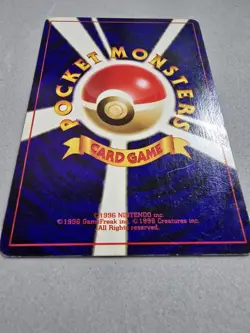 POCKET MONSTERS
CARD GAME
©1996 NINTENDO inc.
©1996 GameFreak inc. ©1996 Creatures inc.
All Rights reserved.